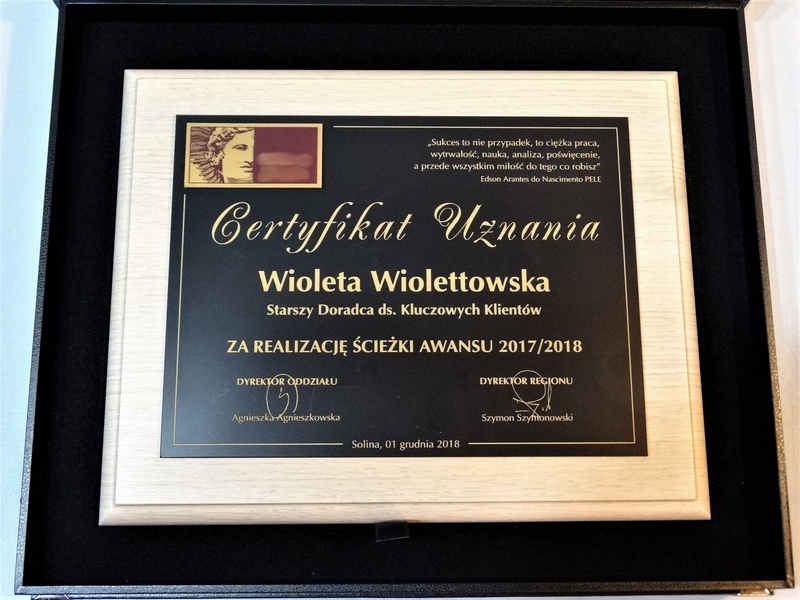 „Sukces to nie przypadek, to ciężka praca,
wytrwałość, nauka, analiza, poświęcenie,
a przede wszystkim miłość do tego co robisz”
Edson Arantes do Nascimento PELE
Certyfikat Uznania
Wioleta Wiolettowska
Starszy Doradca ds. Kluczowych Klientów
ZA REALIZACJĘ ŚCIEŻKI AWANSU 2017/2018
DYREKTOR ODDZIAŁU
Agnieszka Agnieszkowska
DYREKTOR REGIONU
Szymon Szymonowski
Solina, 01 grudnia 2018